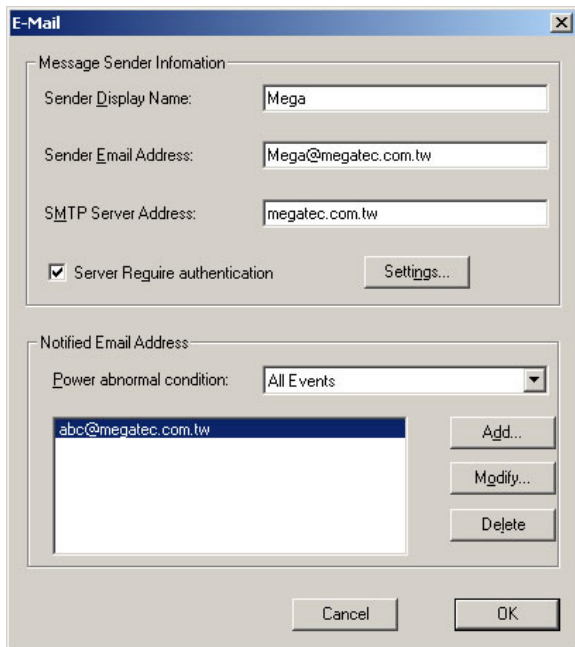 E-Mail
Message Sender Infomation
Sender Display Name: Mega
Sender Email Address: Mega@megatec.com.tw
SMTP Server Address: megatec.com.tw
Server Reguire authentication Settings...
Notified Email Address
Power abnormal condition: All Events
abc@megatec.com.tw
Add...
Modify...
Delete
Cancel OK